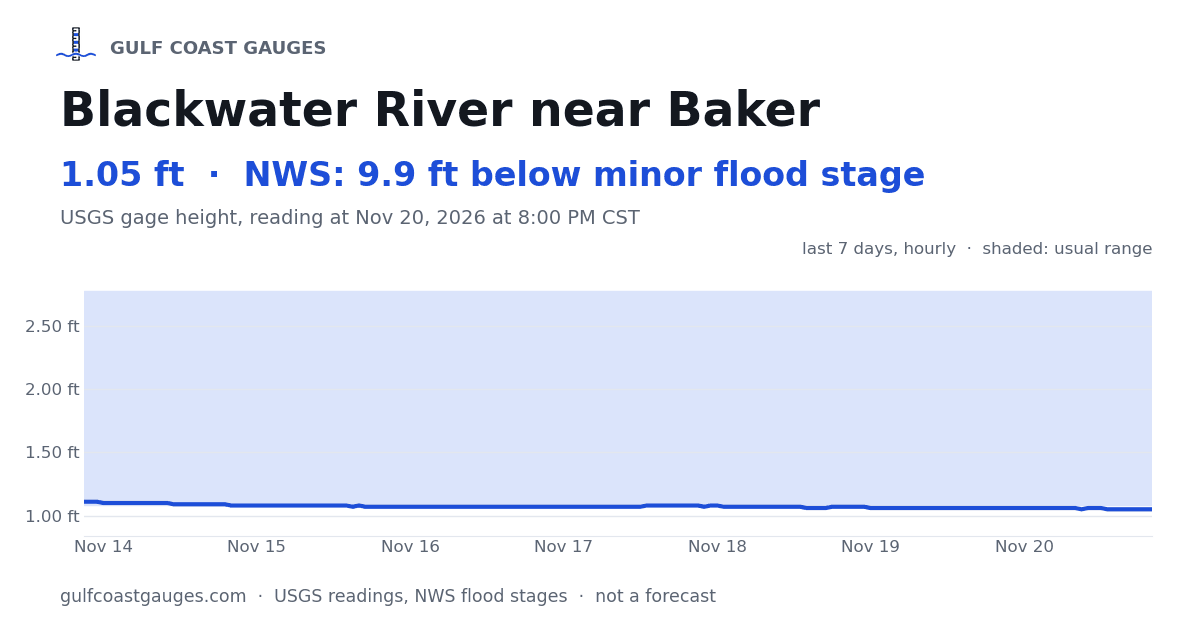 GULF COAST GAUGES
Blackwater River near Baker
1.05 ft · NWS: 9.9 ft below minor flood stage
USGS gage height, reading at Nov 20, 2026 at 8:00 PM CST
last 7 days, hourly · shaded: usual range
2.50 ft
2.00 ft
1.50 ft
1.00 ft
Nov 14 Nov 15 Nov 16 Nov 17 Nov 18 Nov 19 Nov 20
gulfcoastgauges.com · USGS readings, NWS flood stages · not a forecast